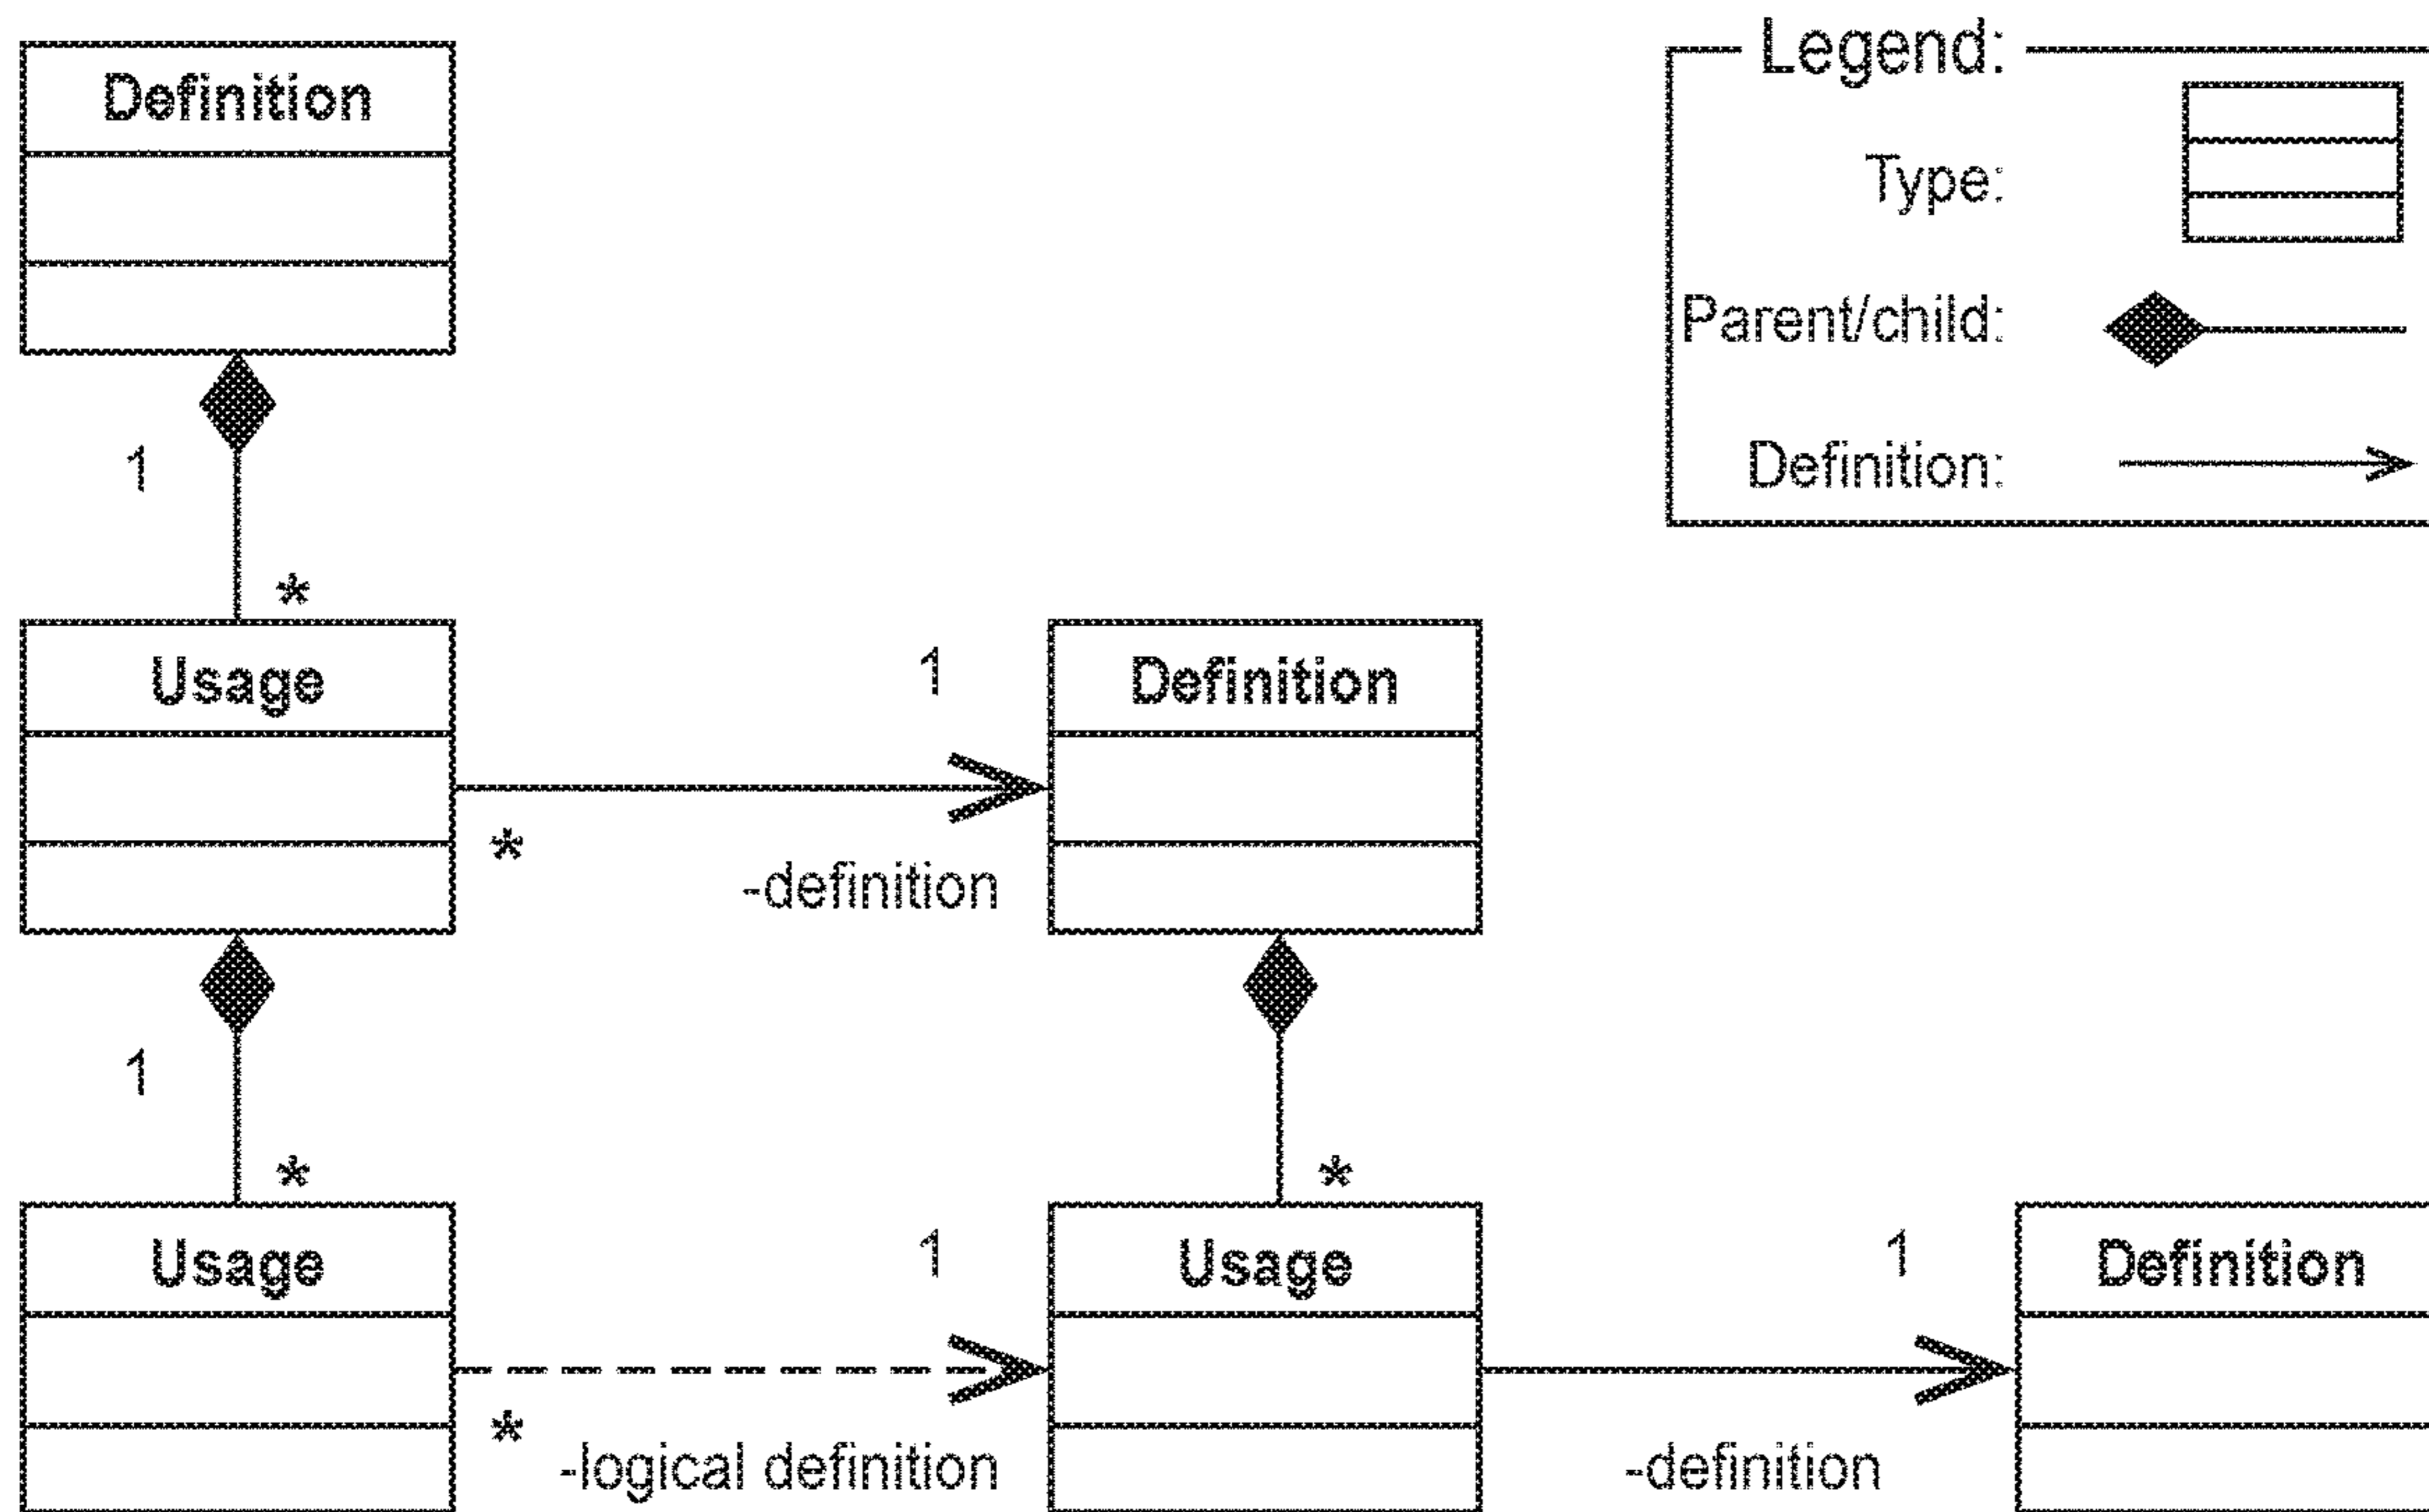 Definition
1
*
Usage
*
1
-definition
Definition
1
*
Usage
*
1
-logical definition
*
Usage
1
-definition
Definition
Legend:
Type:
Parent/child:
Definition: